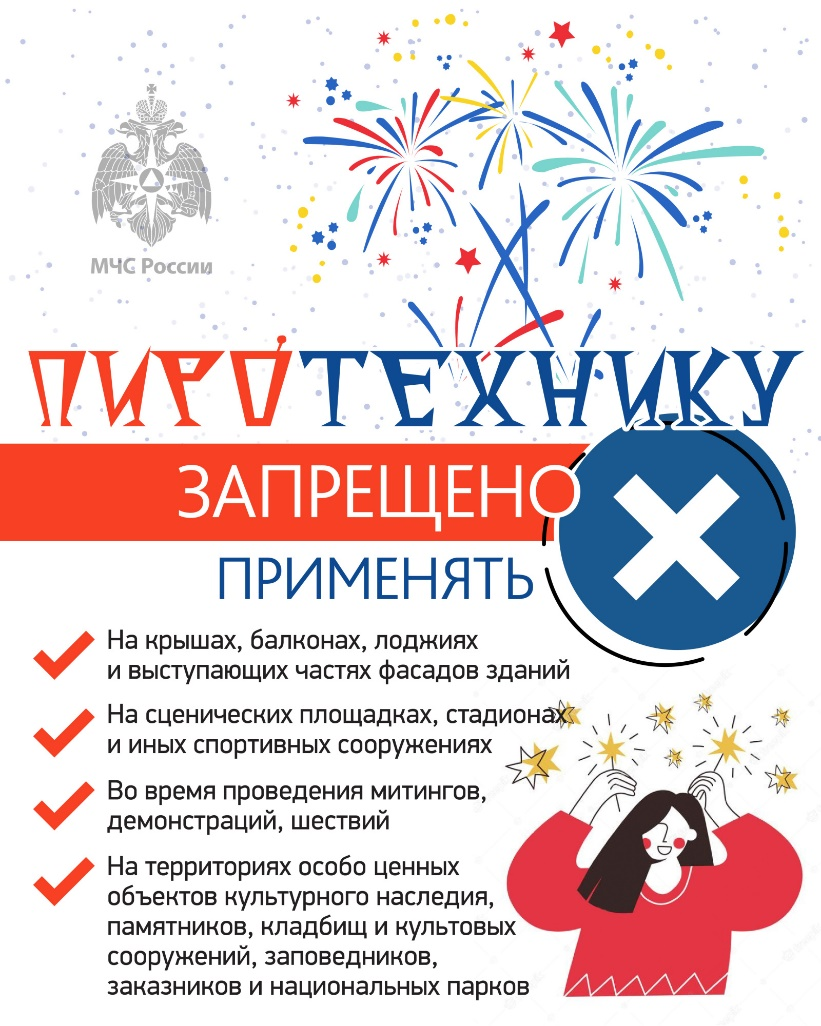 МЧС России
ПИРОТЕХНИКУ
ЗАПРЕЩЕНО
ПРИМЕНЯТЬ
На крышах, балконах, лоджиях
и выступающих частях фасадов зданий
На сценических площадках, стадионах
и иных спортивных сооружениях
Во время проведения митингов,
демонстраций, шествий
На территориях особо ценных
объектов культурного наследия,
памятников, кладбищ и культовых
сооружений, заповедников,
заказников и национальных парков